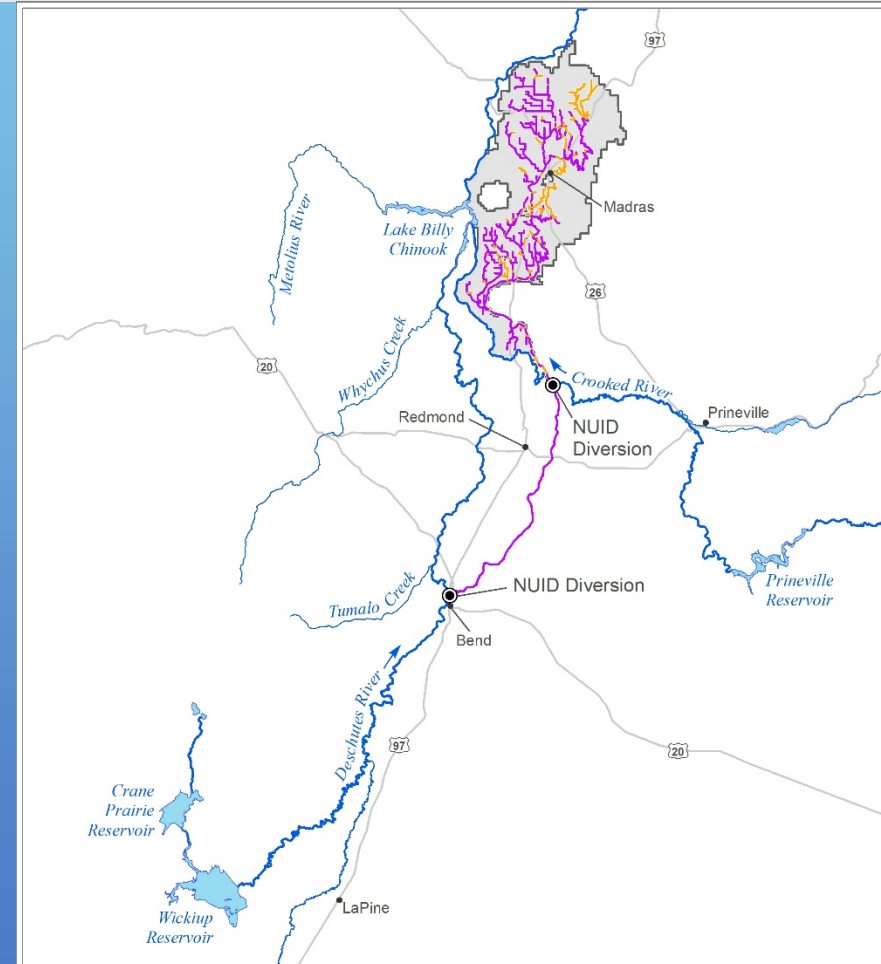 97
Madras
Metolius River
Lake Billy
Chinook
26
20
Whychus Creek
Crooked River
Redmond
Prineville
NUID
Diversion
Prineville
Reservoir
NUID Diversion
Tumalo Creek
Bend
Deschutes River
97
20
Crane
Prairie
Reservoir
Wickiup
Reservoir
LaPine